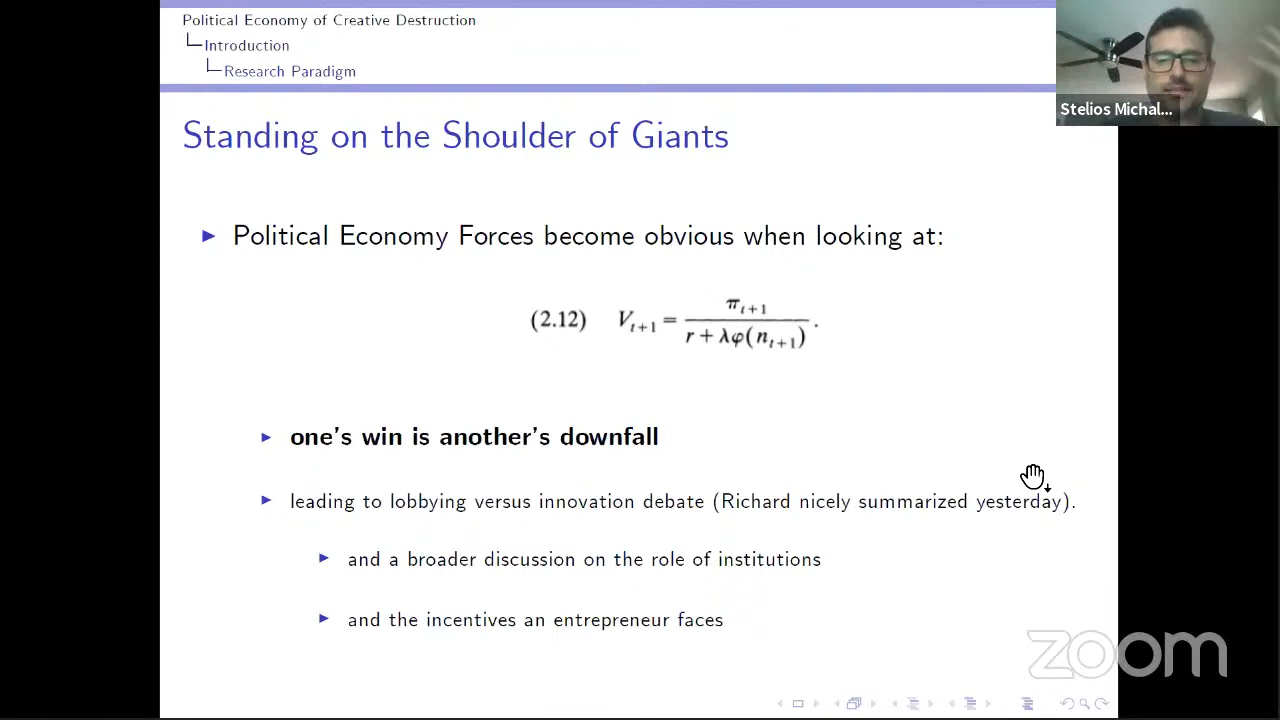 Political Economy of Creative Destruction
Introduction
Research Paradigm
Stelios Michal...
Standing on the Shoulder of Giants
Political Economy Forces become obvious when looking at:
(2.12) V_{t+1} = π_{t+1} / (r + λφ(n_{t+1})) .
one's win is another's downfall
leading to lobbying versus innovation debate (Richard nicely summarized yesterday).
and a broader discussion on the role of institutions
and the incentives an entrepreneur faces
zoom